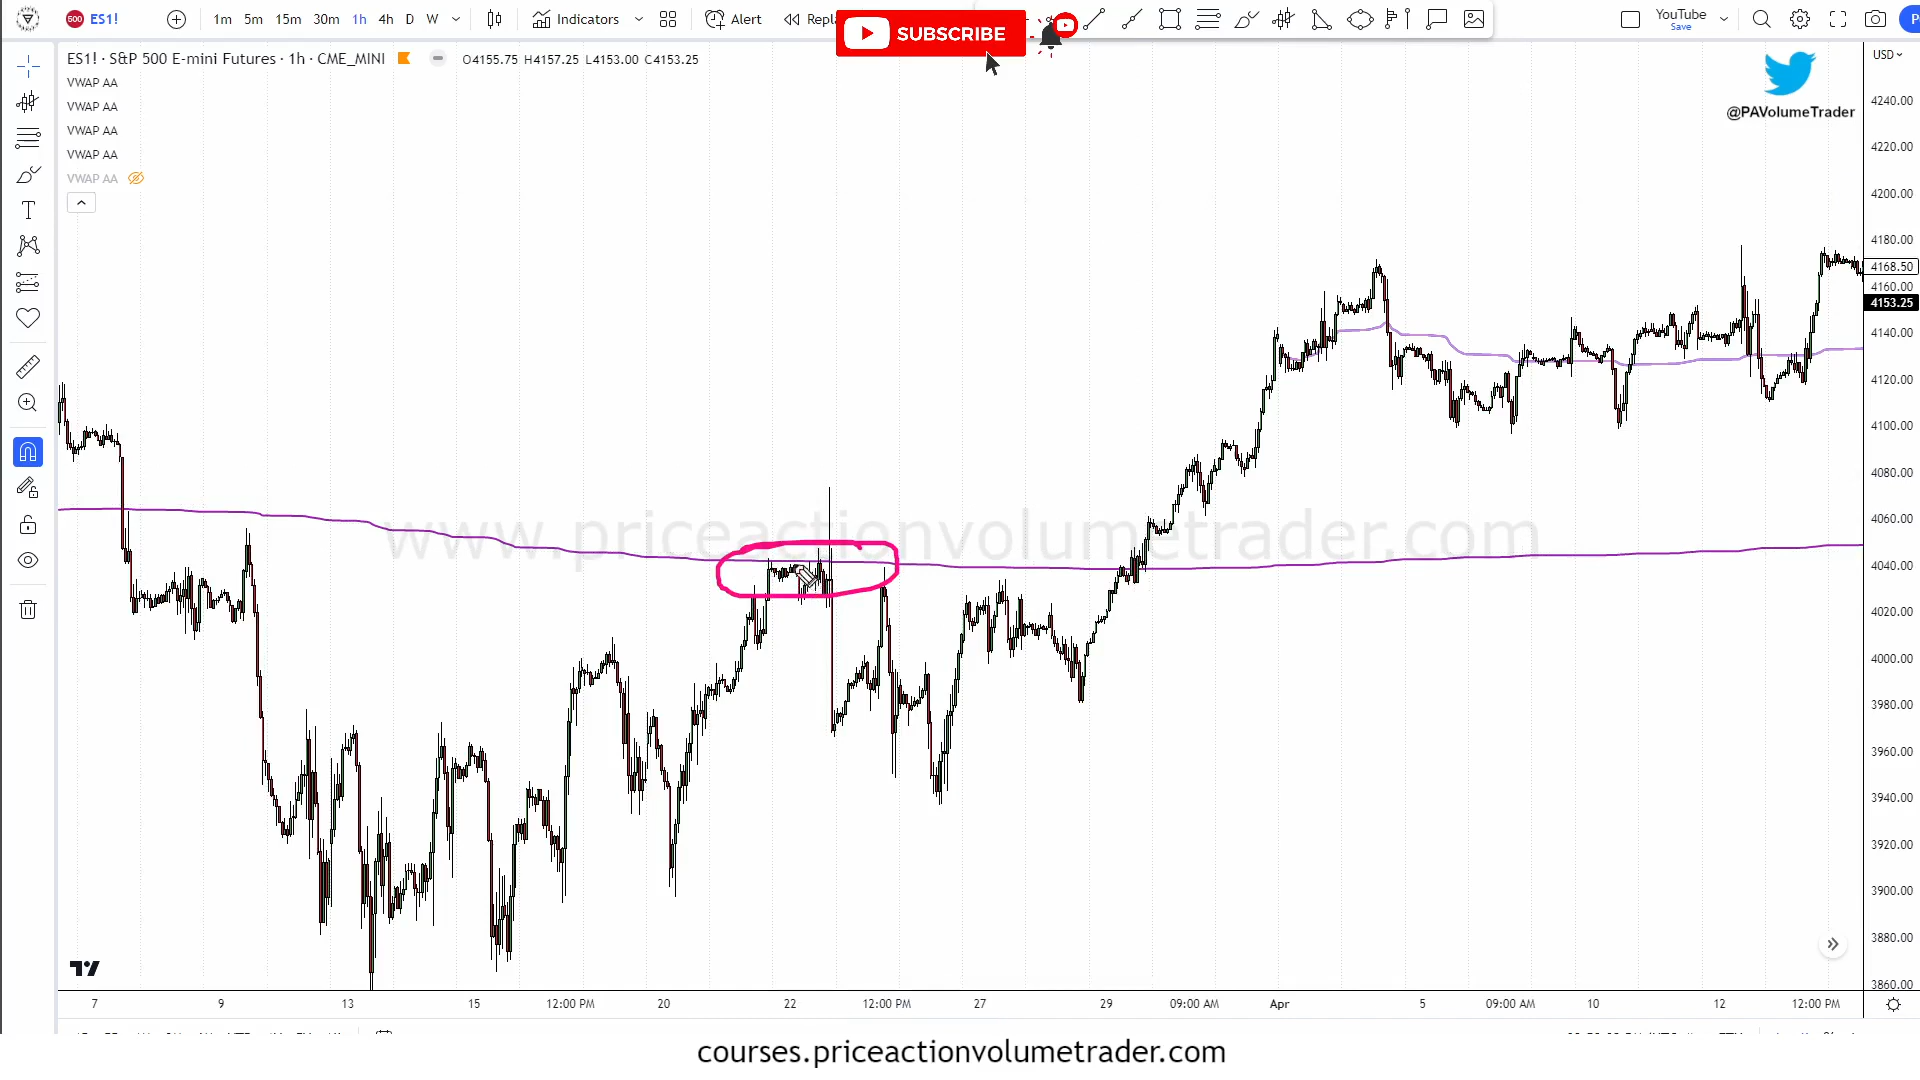 ES1!
1m 5m 15m 30m 1h 4h D W
Indicators
Alert
SUBSCRIBE
YouTube
Save
ES1! · S&P 500 E-mini Futures · 1h · CME_MINI
O4155.75 H4157.25 L4153.00 C4153.25
USD
VWAP AA
VWAP AA
VWAP AA
VWAP AA
VWAP AA
@PAVolumeTrader
4240.00
4220.00
4200.00
4180.00
4168.50
4160.00
4153.25
4140.00
4120.00
4100.00
4080.00
4060.00
4040.00
4020.00
4000.00
3980.00
3960.00
3940.00
3920.00
3900.00
3880.00
3860.00
www.priceactionvolumetrader.com
7 9 13 15 12:00 PM 20 22 12:00 PM 27 29 09:00 AM Apr 5 09:00 AM 10 12 12:00 PM
courses.priceactionvolumetrader.com